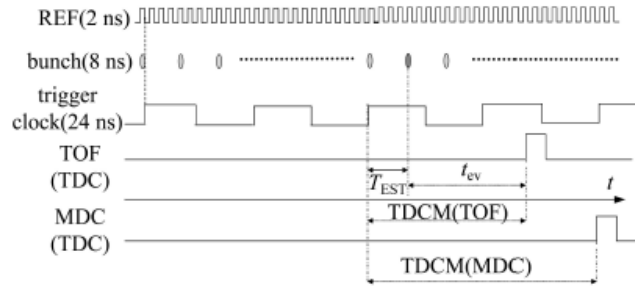 REF(2 ns)
bunch(8 ns)
trigger
clock(24 ns)
TOF
(TDC)
T_EST
t_ev
t
MDC
(TDC)
TDCM(TOF)
TDCM(MDC)